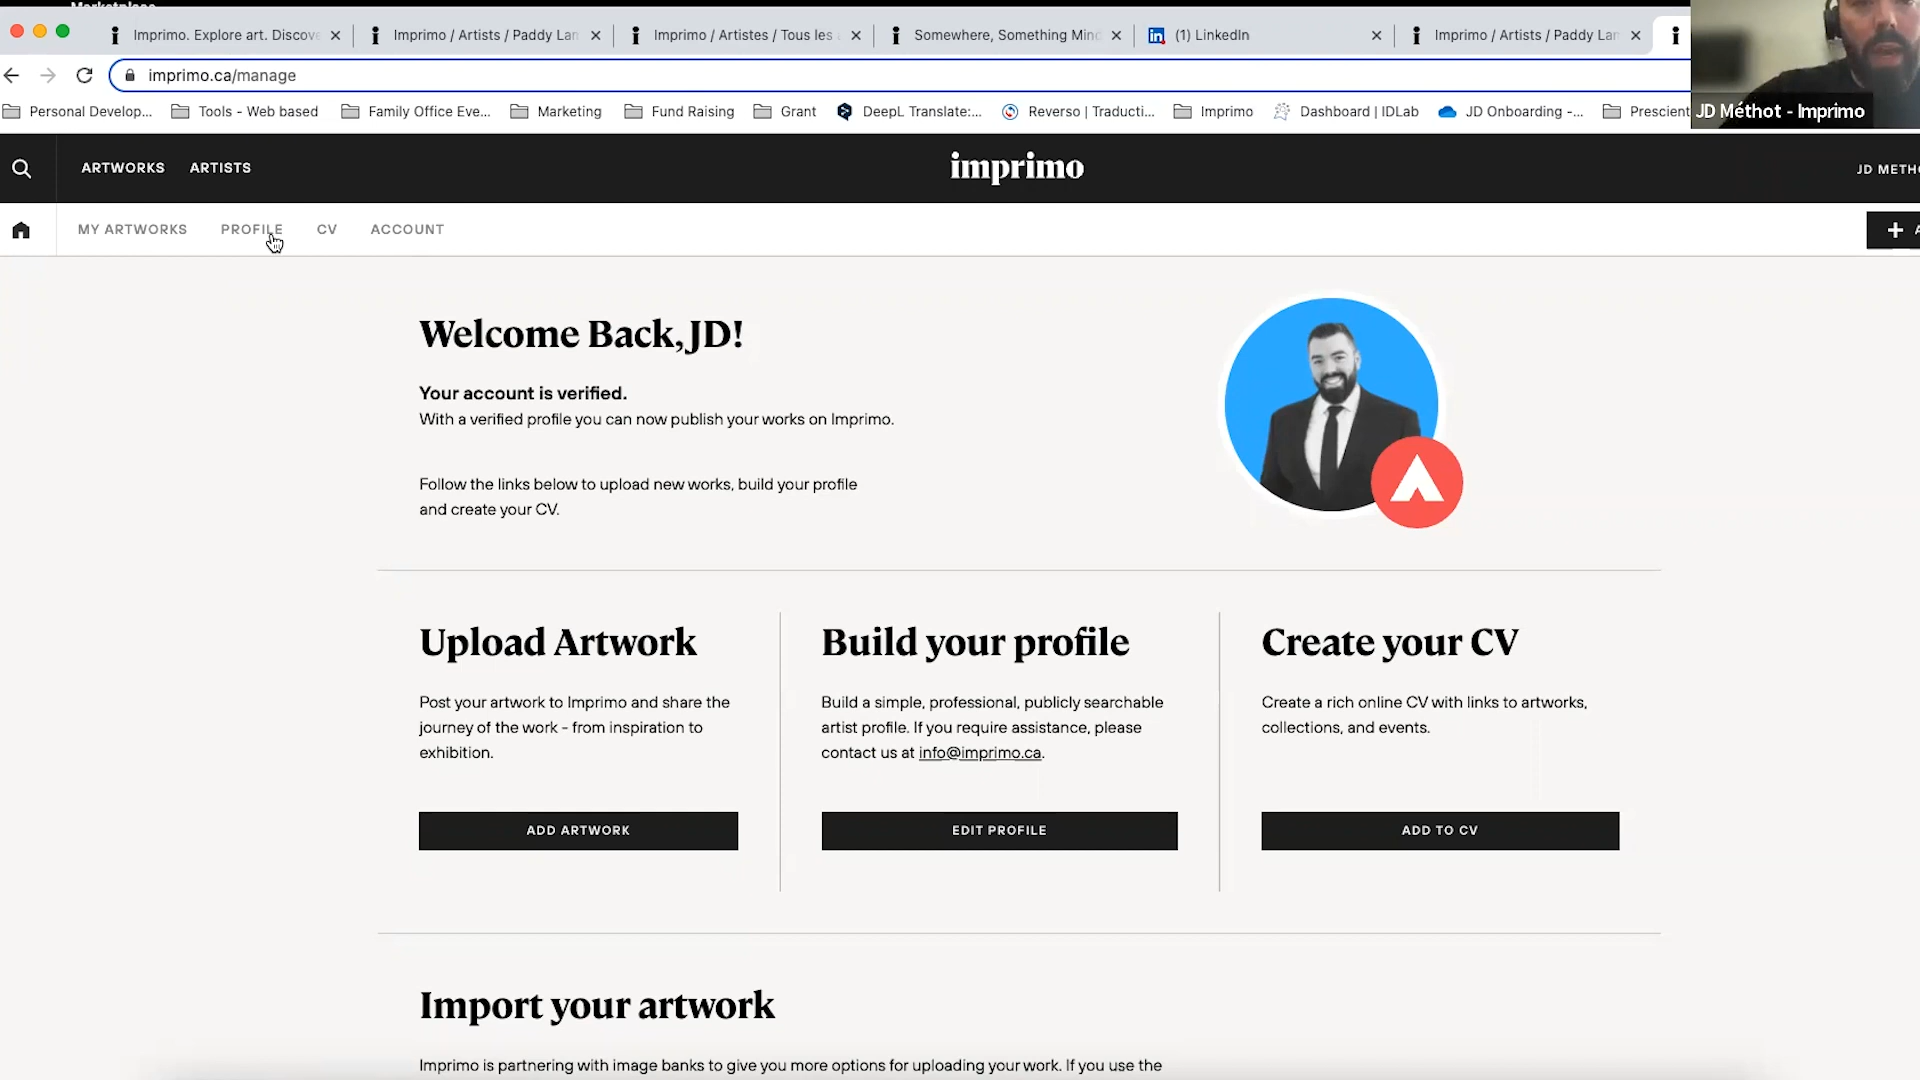 Marketplace
Imprimo. Explore art. Discove
Imprimo / Artists / Paddy Lan
Imprimo / Artistes / Tous les
Somewhere, Something Mind
(1) LinkedIn
Imprimo / Artists / Paddy Lan
imprimo.ca/manage
Personal Develop...
Tools - Web based
Family Office Eve...
Marketing
Fund Raising
Grant
DeepL Translate:...
Reverso | Traducti...
Imprimo
Dashboard | IDLab
JD Onboarding -...
Prescient
JD Méthot - Imprimo
ARTWORKS
ARTISTS
imprimo
JD METHO
MY ARTWORKS
PROFILE
CV
ACCOUNT
+ A
Welcome Back, JD!
Your account is verified.
With a verified profile you can now publish your works on Imprimo.
Follow the links below to upload new works, build your profile
and create your CV.
Upload Artwork
Post your artwork to Imprimo and share the
journey of the work - from inspiration to
exhibition.
ADD ARTWORK
Build your profile
Build a simple, professional, publicly searchable
artist profile. If you require assistance, please
contact us at info@imprimo.ca.
EDIT PROFILE
Create your CV
Create a rich online CV with links to artworks,
collections, and events.
ADD TO CV
Import your artwork
Imprimo is partnering with image banks to give you more options for uploading your work. If you use the